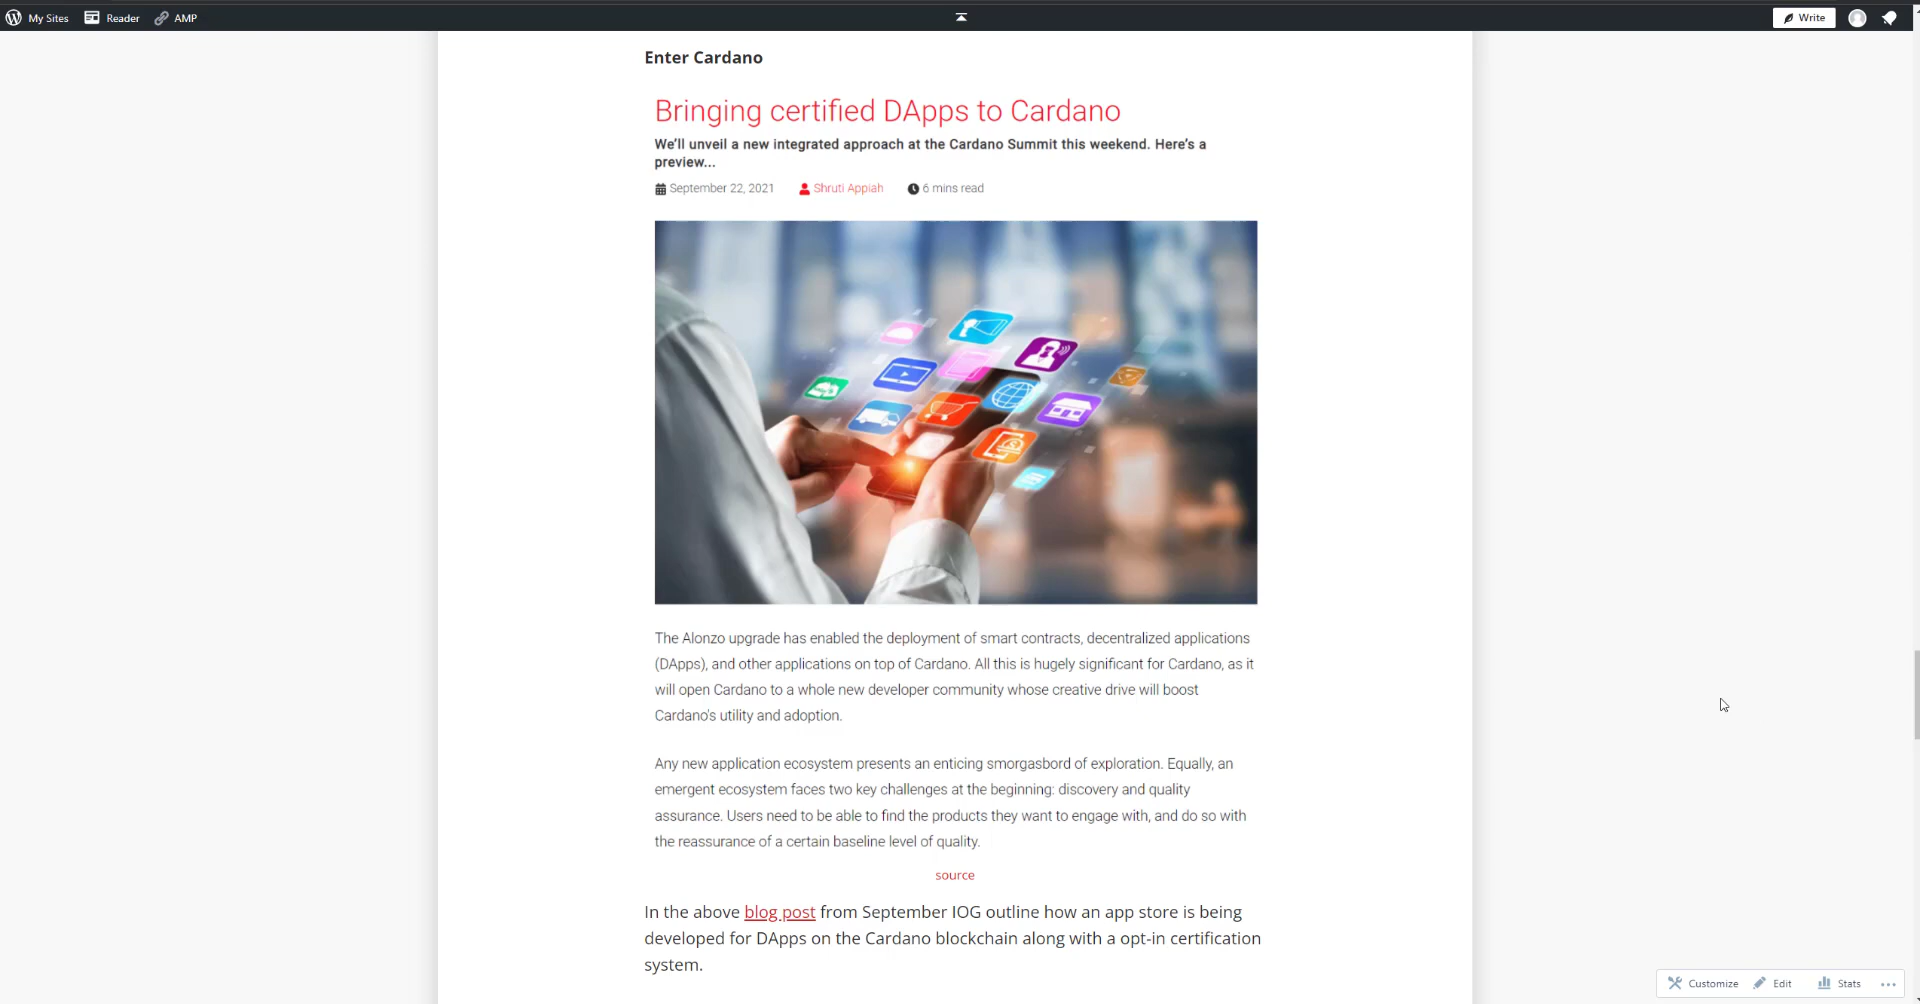 My Sites Reader AMP Write
Enter Cardano
Bringing certified DApps to Cardano
We'll unveil a new integrated approach at the Cardano Summit this weekend. Here's a
preview...
September 22, 2021 Shruti Appiah 6 mins read
The Alonzo upgrade has enabled the deployment of smart contracts, decentralized applications
(DApps), and other applications on top of Cardano. All this is hugely significant for Cardano, as it
will open Cardano to a whole new developer community whose creative drive will boost
Cardano's utility and adoption.
Any new application ecosystem presents an enticing smorgasbord of exploration. Equally, an
emergent ecosystem faces two key challenges at the beginning: discovery and quality
assurance. Users need to be able to find the products they want to engage with, and do so with
the reassurance of a certain baseline level of quality.
source
In the above blog post from September IOG outline how an app store is being
developed for DApps on the Cardano blockchain along with a opt-in certification
system.
Customize Edit Stats